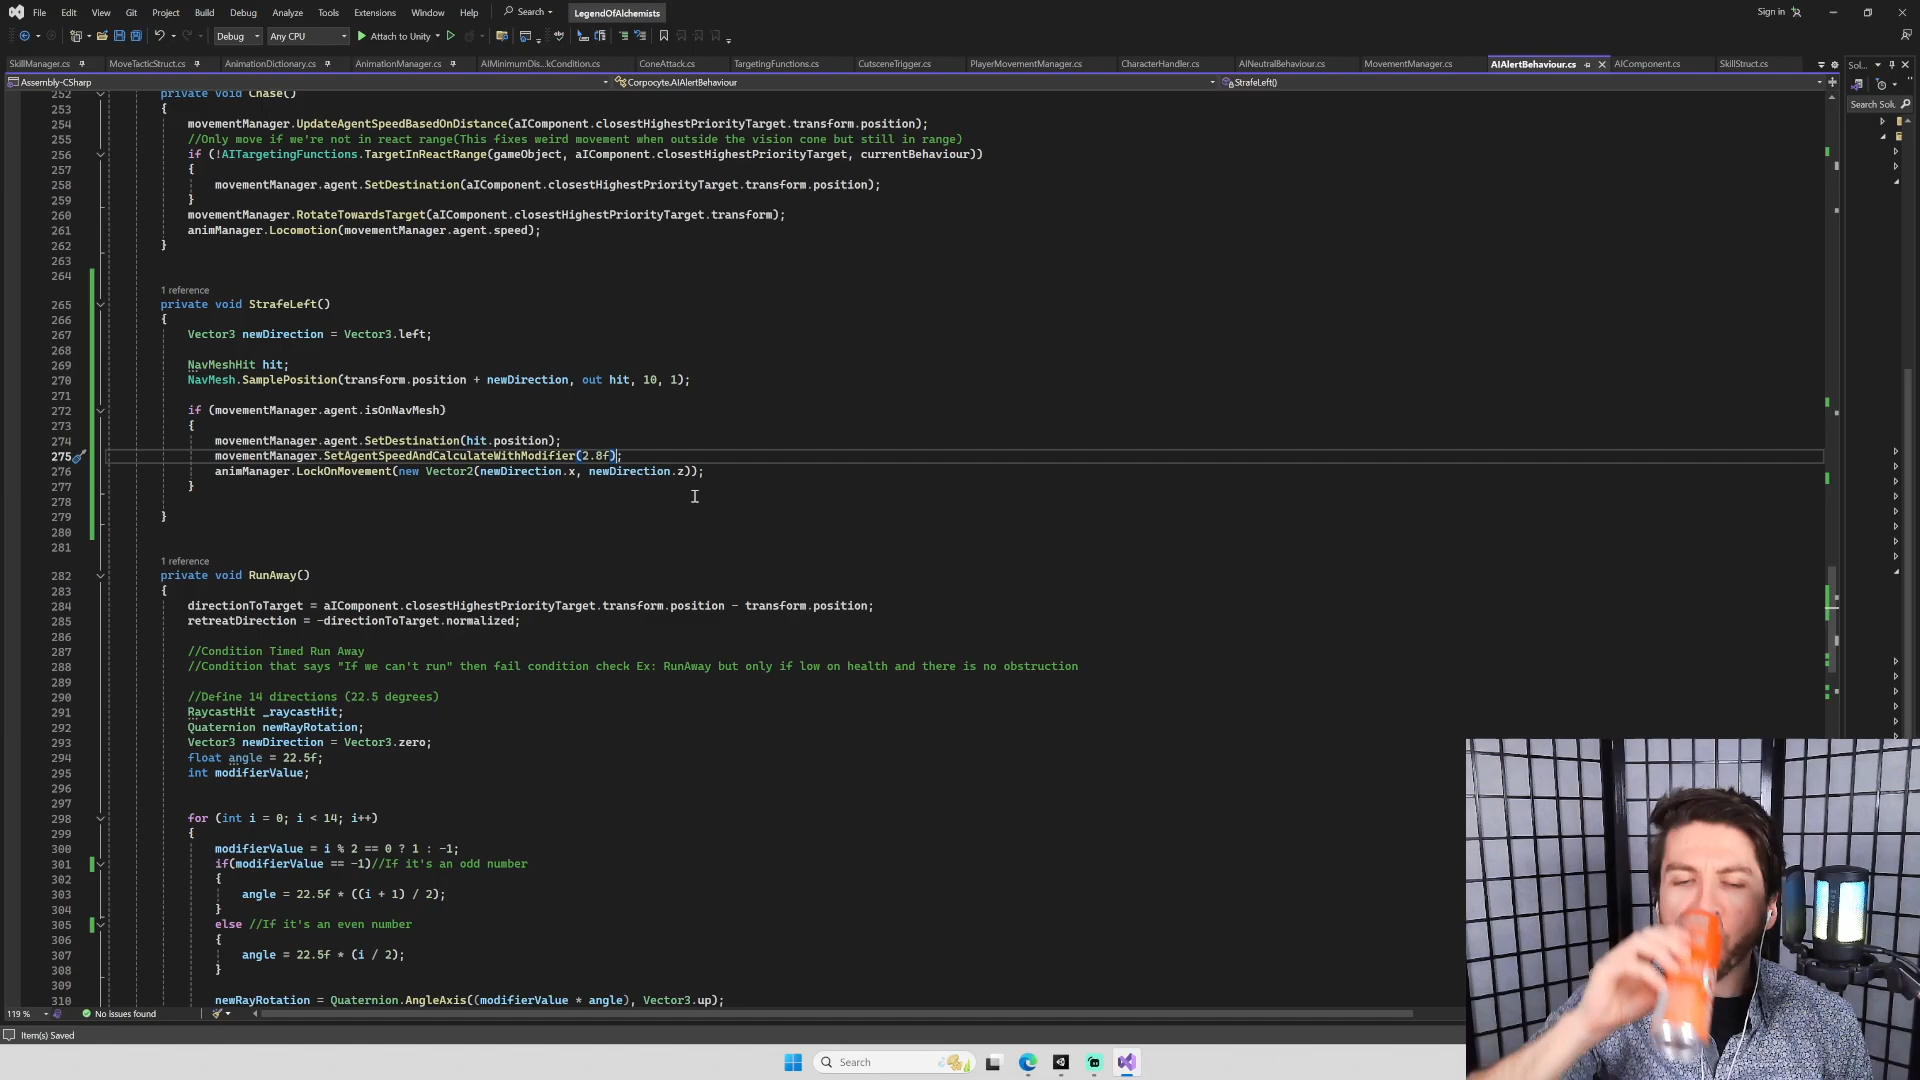 File Edit View Git Project Build Debug Analyze Tools Extensions Window Help Search LegendOfAlchemists Sign in
Debug Any CPU Attach to Unity
SkillManager.cs MoveTacticStruct.cs AnimationDictionary.cs AnimationManager.cs AIMinimumDis...kCondition.cs ConeAttack.cs TargetingFunctions.cs CutsceneTrigger.cs PlayerMovementManager.cs CharacterHandler.cs AINeutralBehaviour.cs MovementManager.cs AIAlertBehaviour.cs AIComponent.cs SkillStruct.cs Sol...
Assembly-CSharp Corpocyte.AIAlertBehaviour StrafeLeft()
Search Solu
252 private void Chase()
253 {
254 movementManager.UpdateAgentSpeedBasedOnDistance(aIComponent.closestHighestPriorityTarget.transform.position);
255 //Only move if we're not in react range(This fixes weird movement when outside the vision cone but still in range)
256 if (!AITargetingFunctions.TargetInReactRange(gameObject, aIComponent.closestHighestPriorityTarget, currentBehaviour))
257 {
258 movementManager.agent.SetDestination(aIComponent.closestHighestPriorityTarget.transform.position);
259 }
260 movementManager.RotateTowardsTarget(aIComponent.closestHighestPriorityTarget.transform);
261 animManager.Locomotion(movementManager.agent.speed);
262 }
263
264
1 reference
265 private void StrafeLeft()
266 {
267 Vector3 newDirection = Vector3.left;
268
269 NavMeshHit hit;
270 NavMesh.SamplePosition(transform.position + newDirection, out hit, 10, 1);
271
272 if (movementManager.agent.isOnNavMesh)
273 {
274 movementManager.agent.SetDestination(hit.position);
275 movementManager.SetAgentSpeedAndCalculateWithModifier(2.8f);
276 animManager.LockOnMovement(new Vector2(newDirection.x, newDirection.z));
277 }
278
279 }
280
281
1 reference
282 private void RunAway()
283 {
284 directionToTarget = aIComponent.closestHighestPriorityTarget.transform.position - transform.position;
285 retreatDirection = -directionToTarget.normalized;
286
287 //Condition Timed Run Away
288 //Condition that says "If we can't run" then fail condition check Ex: RunAway but only if low on health and there is no obstruction
289
290 //Define 14 directions (22.5 degrees)
291 RaycastHit _raycastHit;
292 Quaternion newRayRotation;
293 Vector3 newDirection = Vector3.zero;
294 float angle = 22.5f;
295 int modifierValue;
296
297
298 for (int i = 0; i < 14; i++)
299 {
300 modifierValue = i % 2 == 0 ? 1 : -1;
301 if(modifierValue == -1)//If it's an odd number
302 {
303 angle = 22.5f * ((i + 1) / 2);
304 }
305 else //If it's an even number
306 {
307 angle = 22.5f * (i / 2);
308 }
309
310 newRayRotation = Quaternion.AngleAxis((modifierValue * angle), Vector3.up);
119 % No issues found
Item(s) Saved
Search